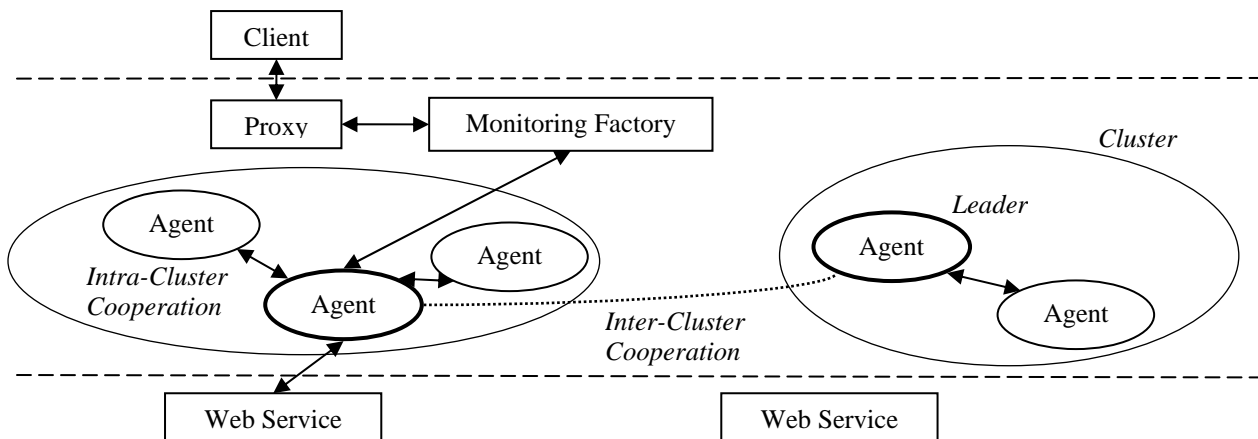 Client
Proxy
Monitoring Factory
Cluster
Agent
Leader
Agent
Agent
Intra-Cluster
Cooperation
Agent
Agent
Inter-Cluster
Cooperation
Web Service
Web Service